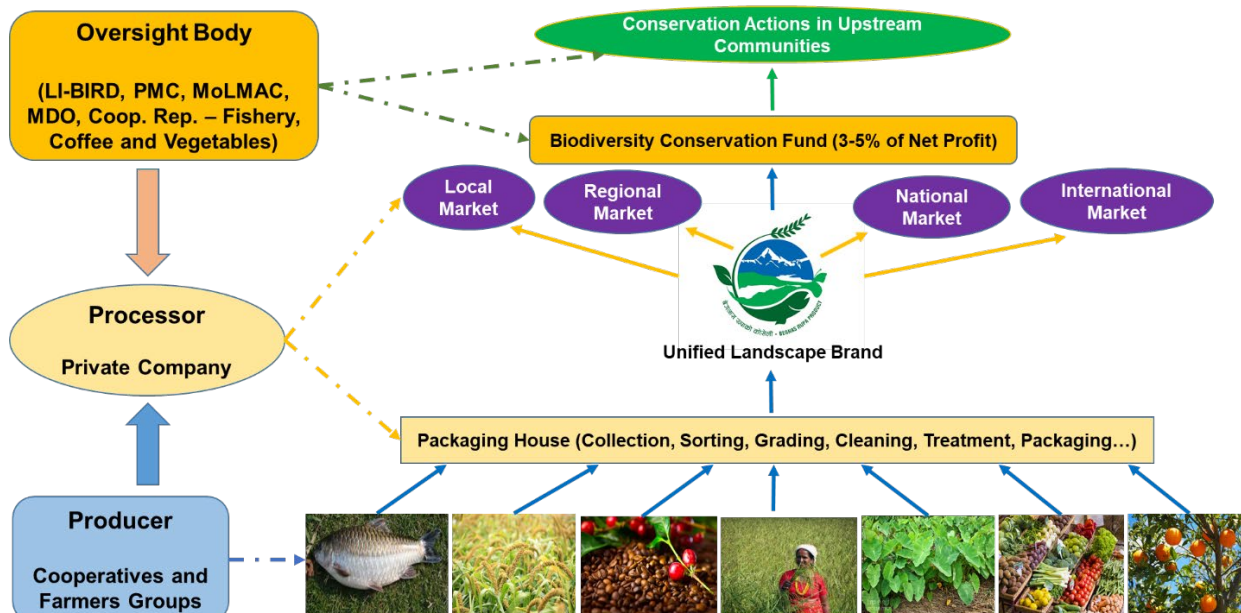 Oversight Body
(LI-BIRD, PMC, MoLMAC,
MDO, Coop. Rep. – Fishery,
Coffee and Vegetables)
Processor
Private Company
Producer
Cooperatives and
Farmers Groups
Conservation Actions in Upstream
Communities
Biodiversity Conservation Fund (3-5% of Net Profit)
Local
Market
Regional
Market
National
Market
International
Market
Unified Landscape Brand
Packaging House (Collection, Sorting, Grading, Cleaning, Treatment, Packaging…)